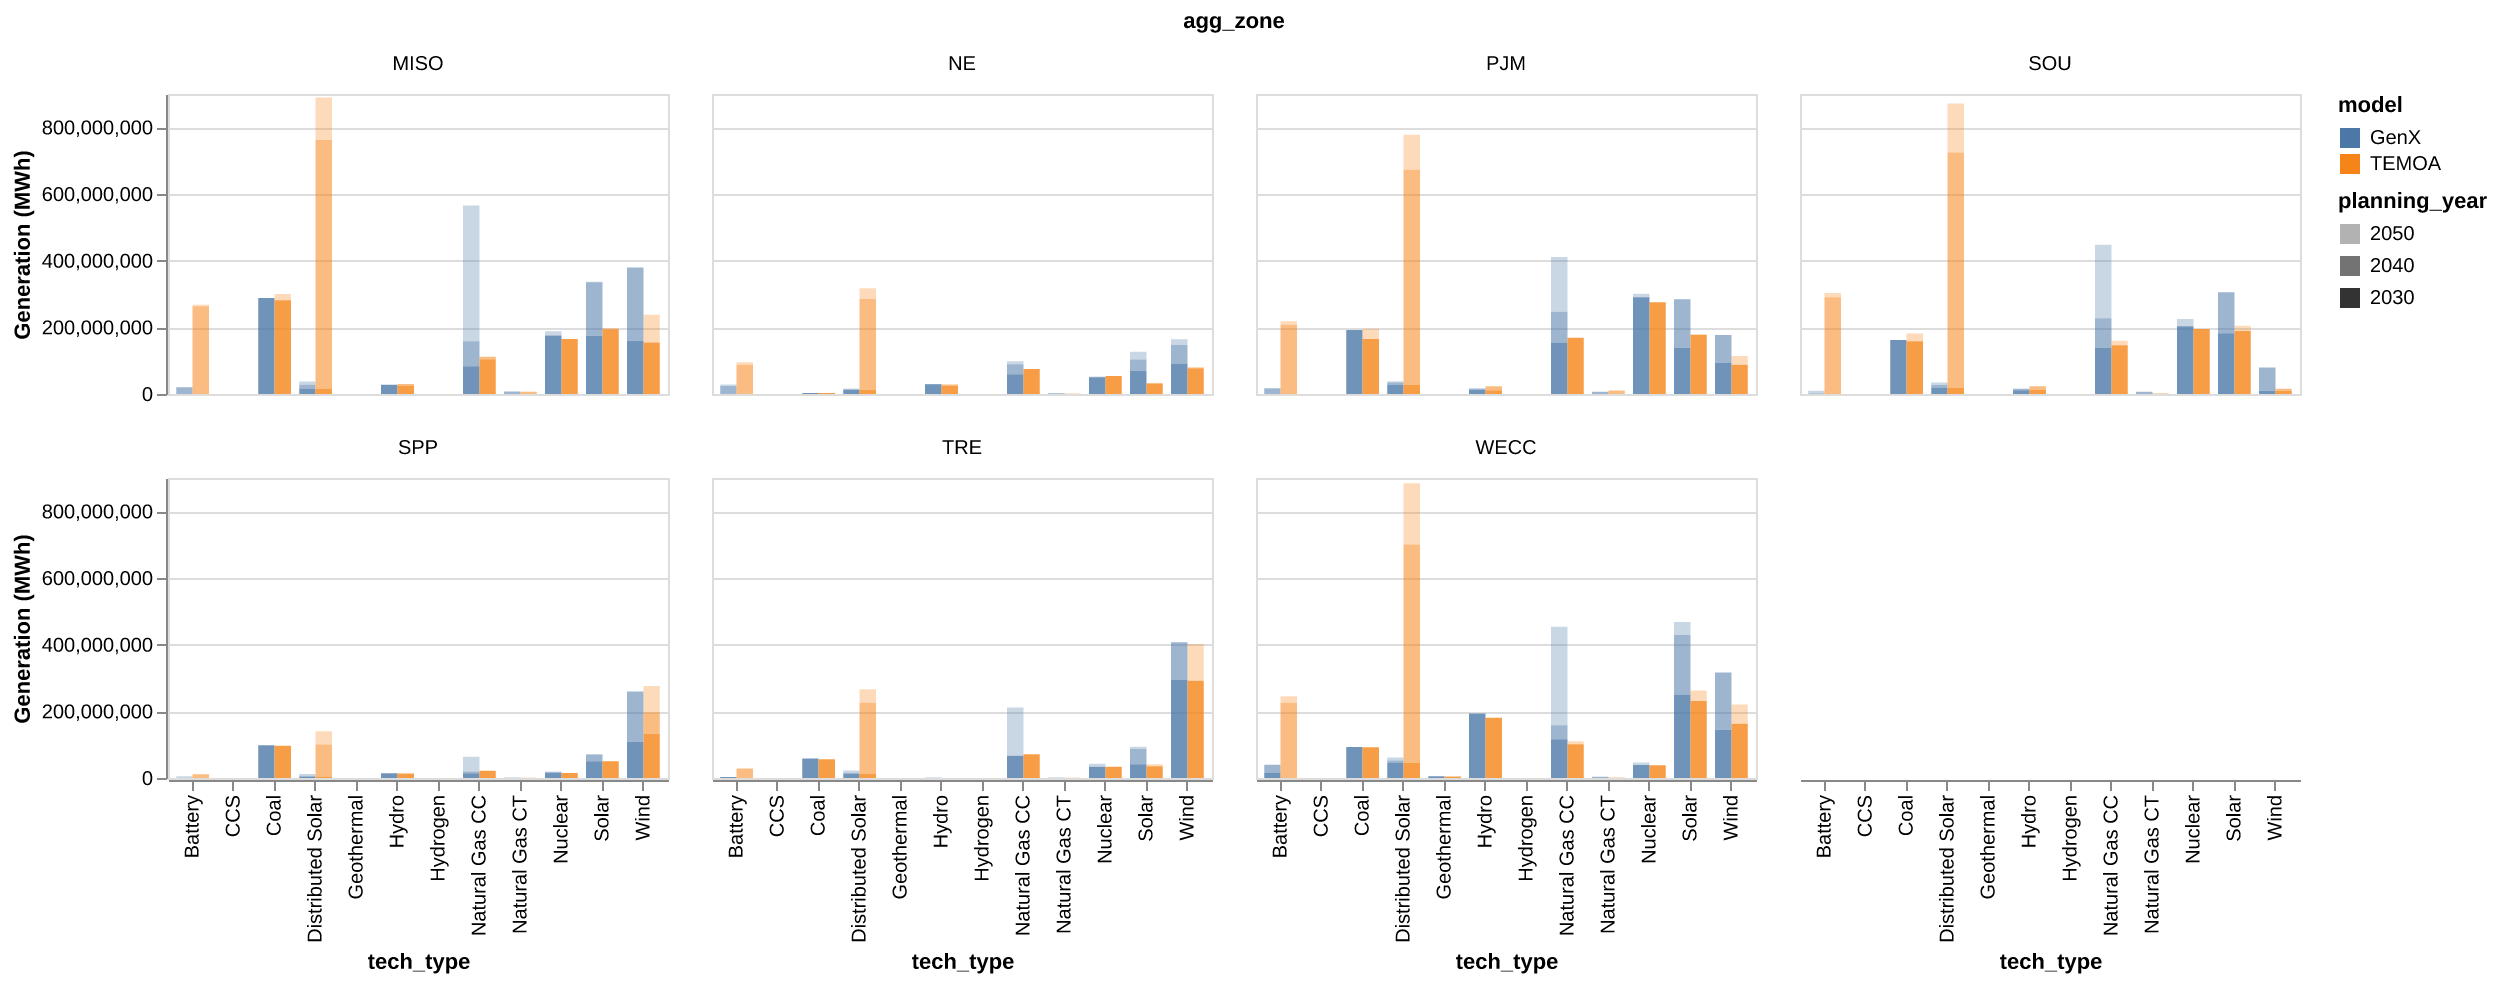 agg_zone
MISO
NE
PJM
SOU
Generation (MWh)
800,000,000
600,000,000
400,000,000
200,000,000
0
model
GenX
TEMOA
planning_year
2050
2040
2030
SPP
TRE
WECC
Generation (MWh)
800,000,000
600,000,000
400,000,000
200,000,000
0
Battery
CCS
Coal
Distributed Solar
Geothermal
Hydro
Hydrogen
Natural Gas CC
Natural Gas CT
Nuclear
Solar
Wind
tech_type
Battery
CCS
Coal
Distributed Solar
Geothermal
Hydro
Hydrogen
Natural Gas CC
Natural Gas CT
Nuclear
Solar
Wind
tech_type
Battery
CCS
Coal
Distributed Solar
Geothermal
Hydro
Hydrogen
Natural Gas CC
Natural Gas CT
Nuclear
Solar
Wind
tech_type
Battery
CCS
Coal
Distributed Solar
Geothermal
Hydro
Hydrogen
Natural Gas CC
Natural Gas CT
Nuclear
Solar
Wind
tech_type